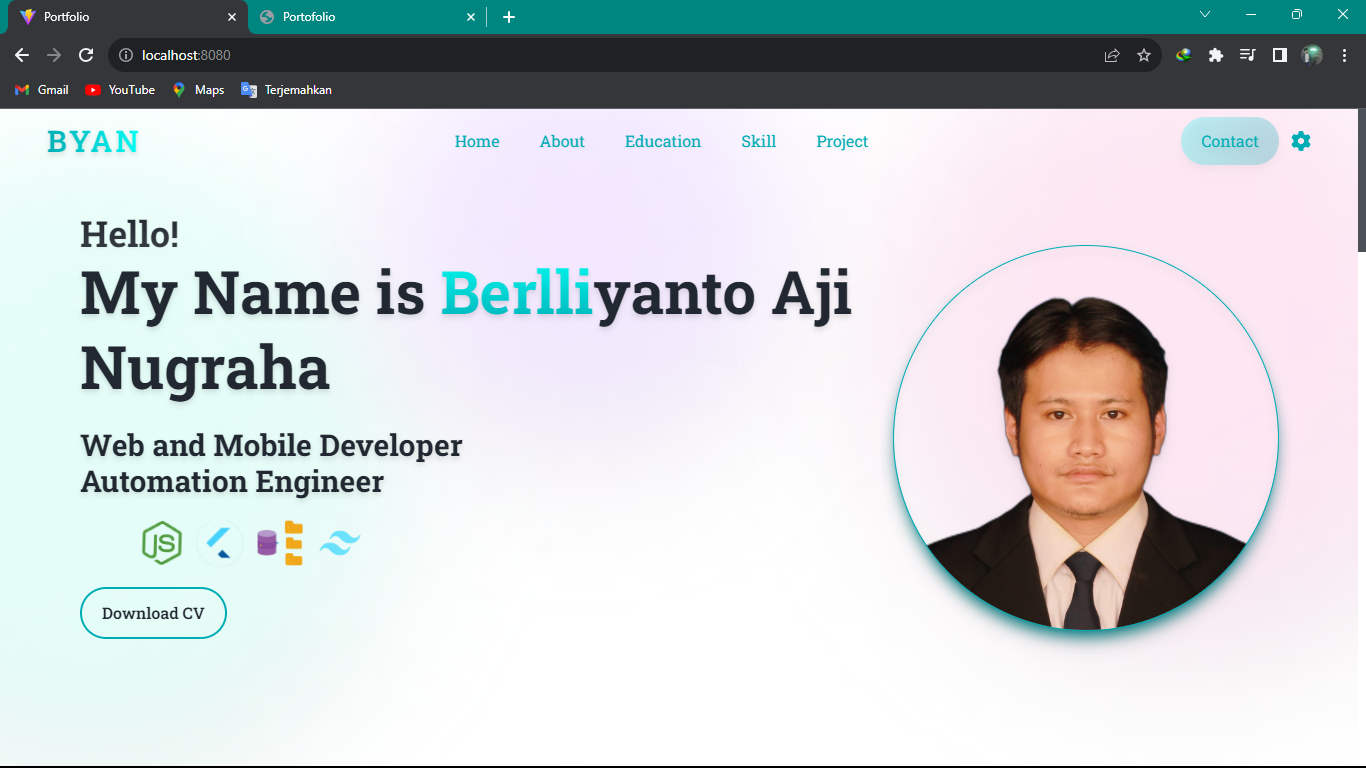 Portfolio
Portofolio
localhost:8080
Gmail
YouTube
Maps
Terjemahkan
BYAN
Home
About
Education
Skill
Project
Contact
Hello!
My Name is Berlliyanto Aji
Nugraha
Web and Mobile Developer
Automation Engineer
JS
Download CV